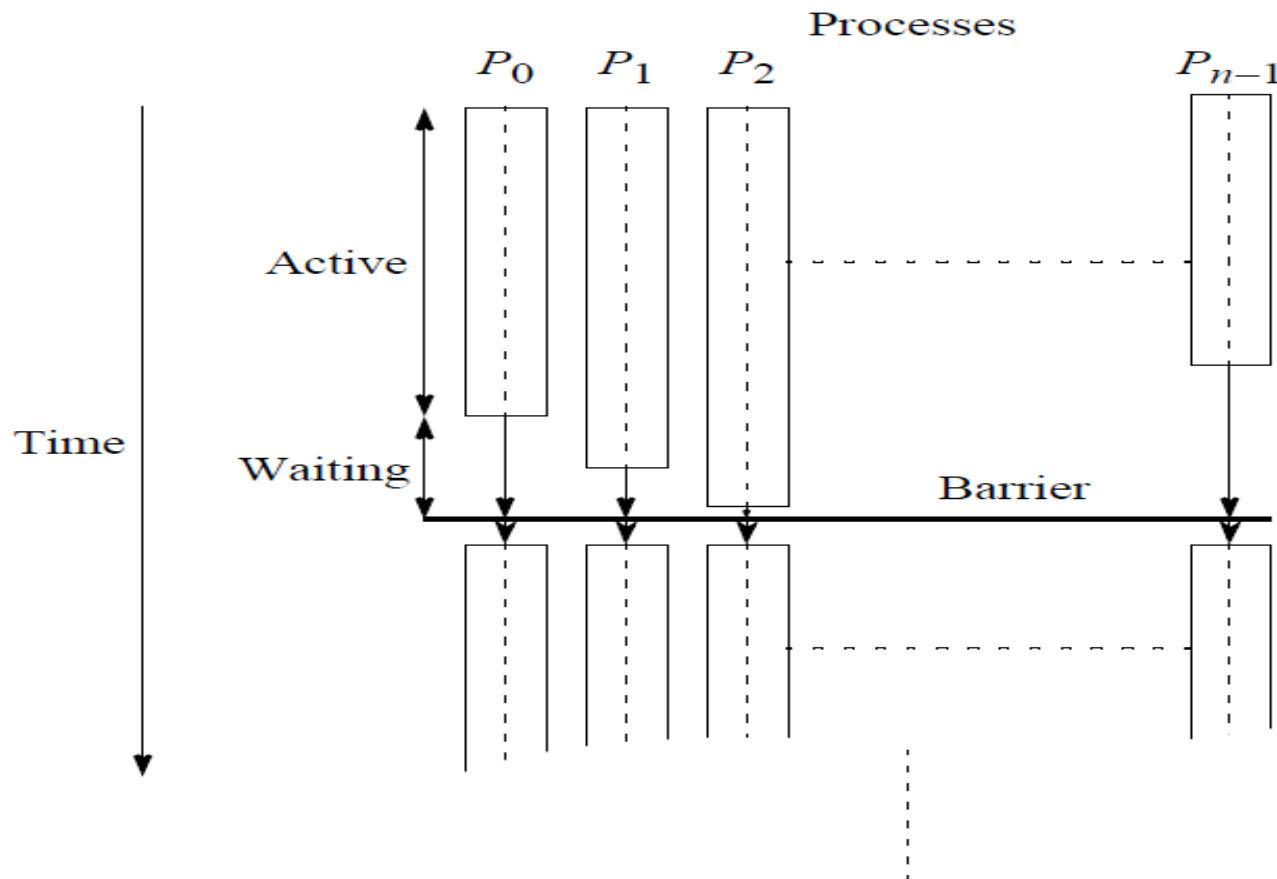 Processes
P0 P1 P2 Pn−1
Active
Time
Waiting
Barrier